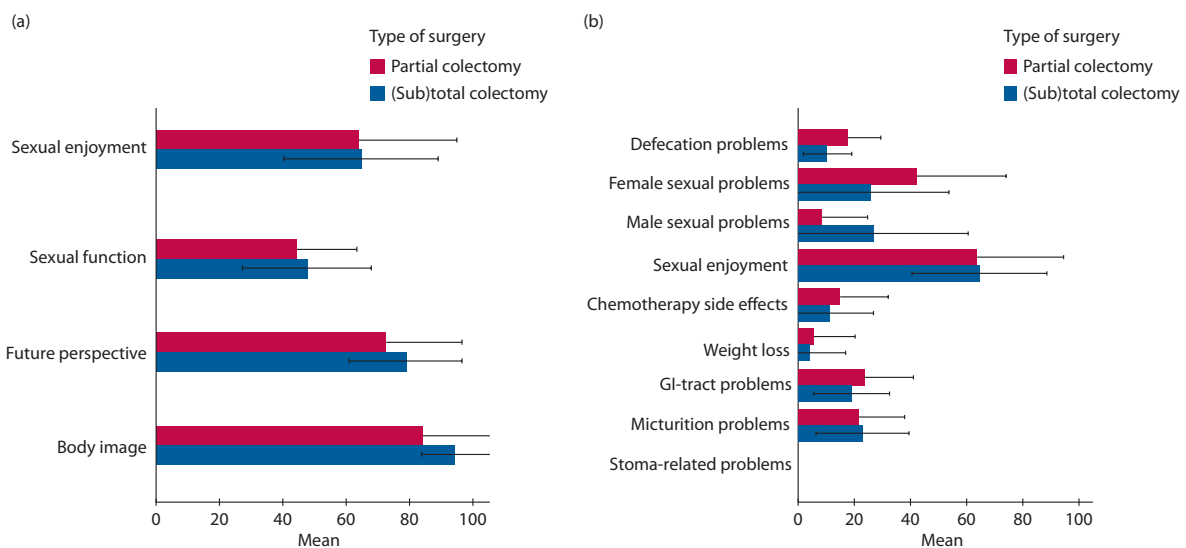 (a)
Type of surgery
Partial colectomy
(Sub)total colectomy
Sexual enjoyment
Sexual function
Future perspective
Body image
0 20 40 60 80 100
Mean
(b)
Type of surgery
Partial colectomy
(Sub)total colectomy
Defecation problems
Female sexual problems
Male sexual problems
Sexual enjoyment
Chemotherapy side effects
Weight loss
GI-tract problems
Micturition problems
Stoma-related problems
0 20 40 60 80 100
Mean